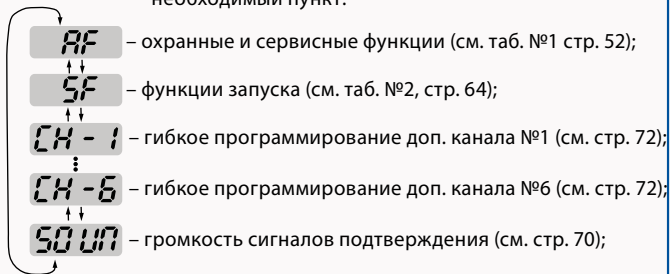 необходимый пункт.
AF – охранные и сервисные функции (см. таб. №1 стр. 52);
SF – функции запуска (см. таб. №2, стр. 64);
CH - 1 – гибкое программирование доп. канала №1 (см. стр. 72);
CH - 6 – гибкое программирование доп. канала №6 (см. стр. 72);
SOUN – громкость сигналов подтверждения (см. стр. 70);